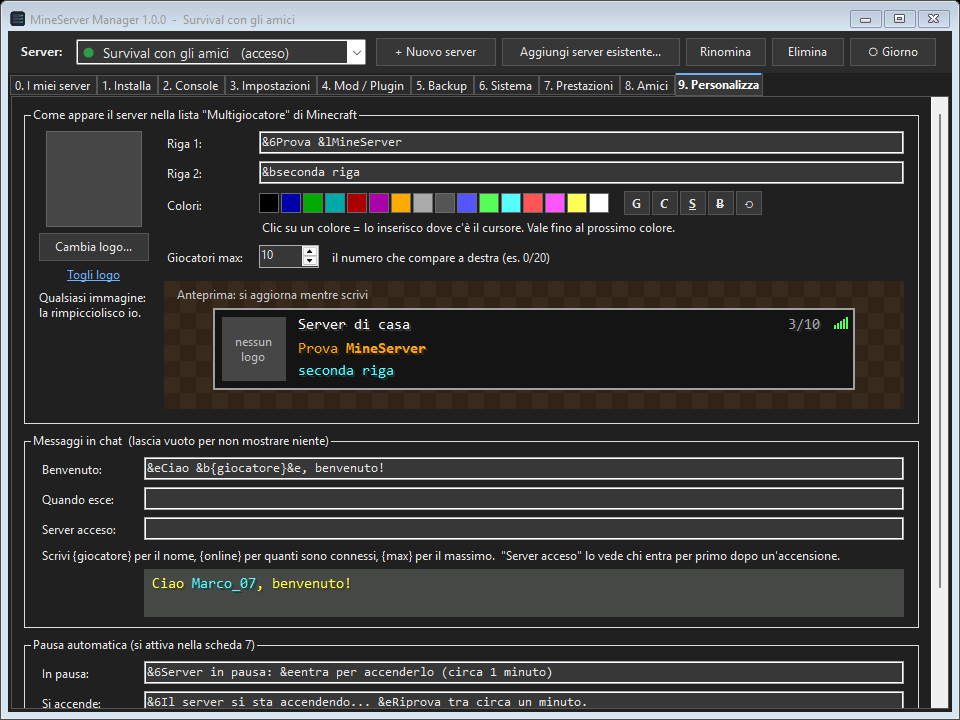 MineServer Manager 1.0.0 - Survival con gli amici
Server: Survival con gli amici (acceso) + Nuovo server Aggiungi server esistente... Rinomina Elimina Giorno
0. I miei server 1. Installa 2. Console 3. Impostazioni 4. Mod / Plugin 5. Backup 6. Sistema 7. Prestazioni 8. Amici 9. Personalizza
Come appare il server nella lista "Multigiocatore" di Minecraft
Riga 1: &6Prova &lMineServer
Riga 2: &bseconda riga
Colori: G C S B
Clic su un colore = lo inserisco dove c'è il cursore. Vale fino al prossimo colore.
Cambia logo...
Giocatori max: 10 il numero che compare a destra (es. 0/20)
Togli logo
Qualsiasi immagine:
la rimpicciolisco io.
Anteprima: si aggiorna mentre scrivi
nessun
logo
Server di casa 3/10
Prova MineServer
seconda riga
Messaggi in chat (lascia vuoto per non mostrare niente)
Benvenuto: &eCiao &b{giocatore}&e, benvenuto!
Quando esce:
Server acceso:
Scrivi {giocatore} per il nome, {online} per quanti sono connessi, {max} per il massimo. "Server acceso" lo vede chi entra per primo dopo un'accensione.
Ciao Marco_07, benvenuto!
Pausa automatica (si attiva nella scheda 7)
In pausa: &6Server in pausa: &eentra per accenderlo (circa 1 minuto)
Si accende: &6Il server si sta accendendo... &eRiprova tra circa un minuto.